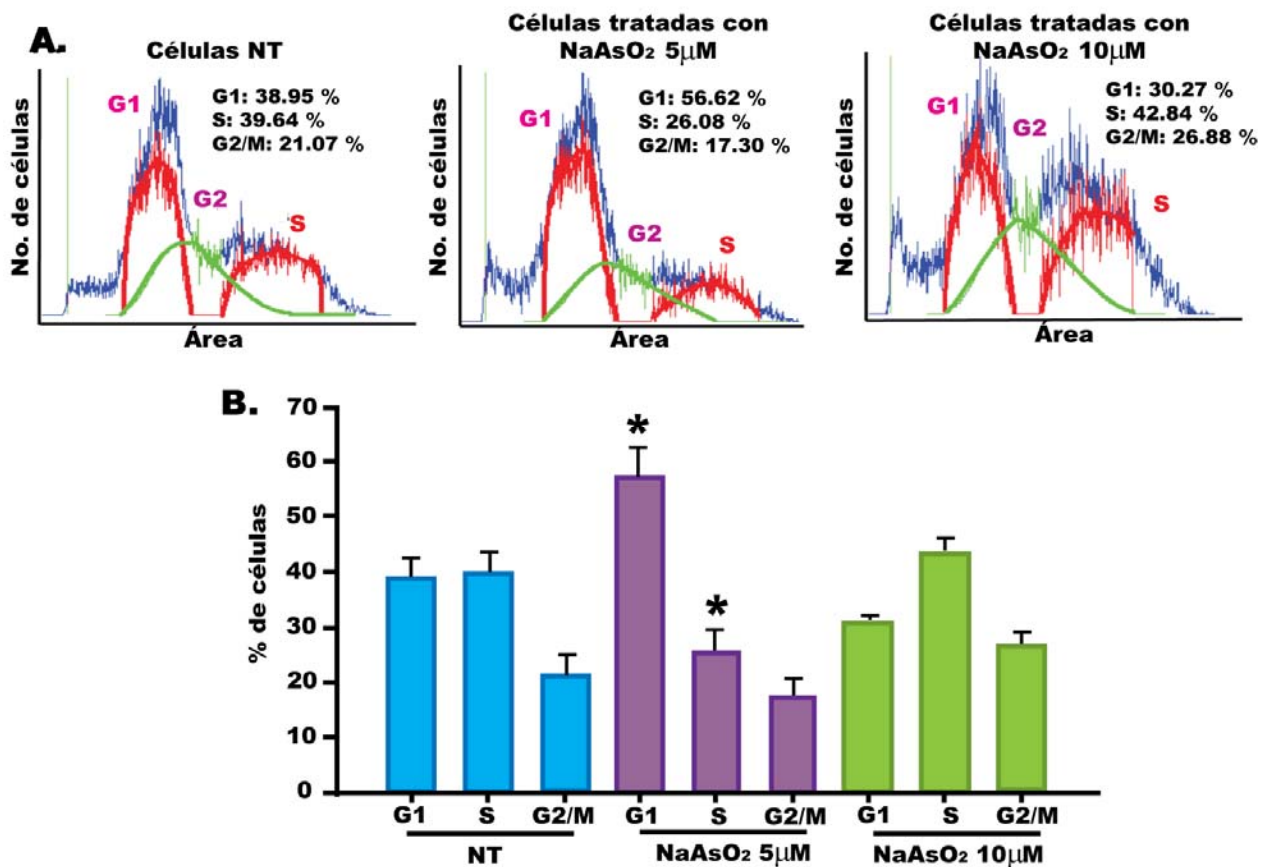 A.
Células NT
No. de células
G1
G1: 38.95 %
S: 39.64 %
G2/M: 21.07 %
G2
S
Área
Células tratadas con
NaAsO₂ 5µM
No. de células
G1
G1: 56.62 %
S: 26.08 %
G2/M: 17.30 %
G2
S
Área
Células tratadas con
NaAsO₂ 10µM
No. de células
G1
G1: 30.27 %
S: 42.84 %
G2/M: 26.88 %
G2
S
Área
B.
% de células
70
60
50
40
30
20
10
0
* *
G1 S G2/M G1 S G2/M G1 S G2/M
NT NaAsO₂ 5µM NaAsO₂ 10µM